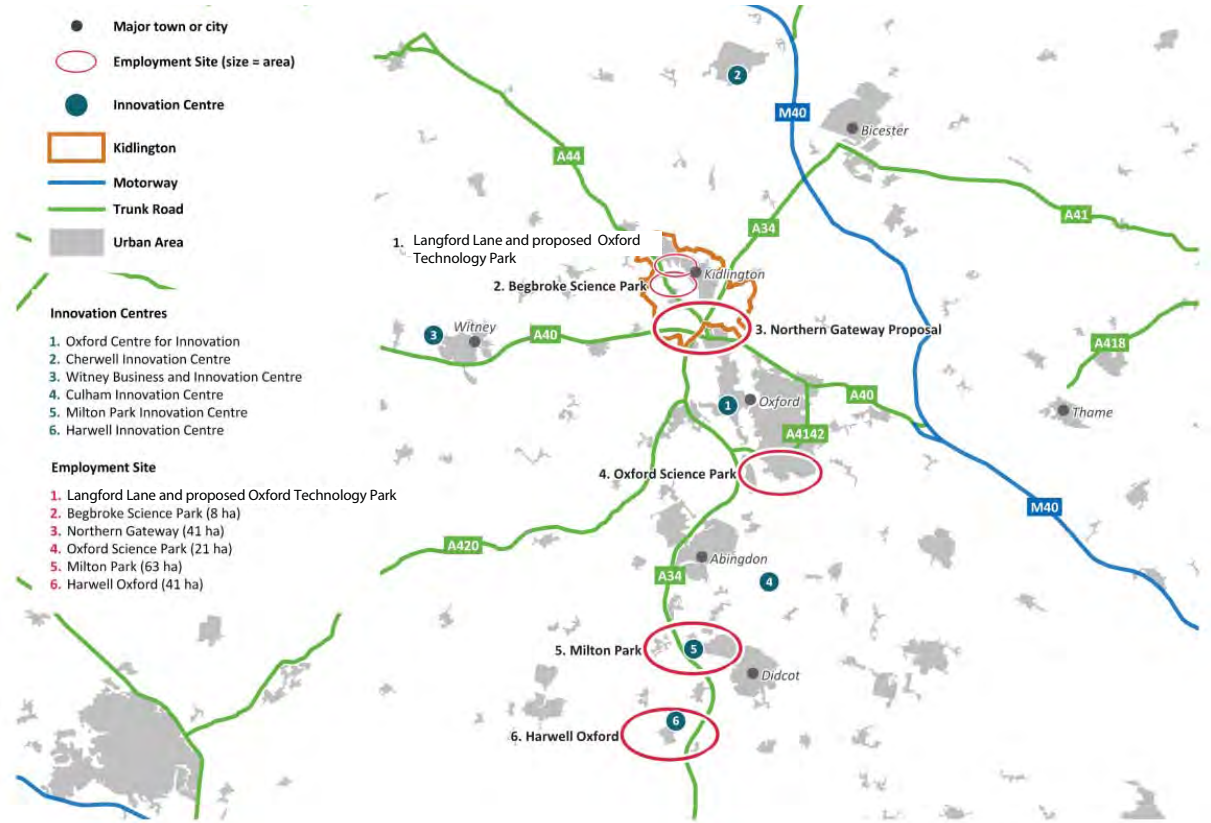 Major town or city
Employment Site (size = area)
Innovation Centre
Kidlington
Motorway
Trunk Road
Urban Area
Innovation Centres
1. Oxford Centre for Innovation
2. Cherwell Innovation Centre
3. Witney Business and Innovation Centre
4. Culham Innovation Centre
5. Milton Park Innovation Centre
6. Harwell Innovation Centre
Employment Site
1. Langford Lane and proposed Oxford Technology Park
2. Begbroke Science Park (8 ha)
3. Northern Gateway (41 ha)
4. Oxford Science Park (21 ha)
5. Milton Park (63 ha)
6. Harwell Oxford (41 ha)
2
M40
Bicester
A44
A41
A34
1. Langford Lane and proposed Oxford
Technology Park
Kidlington
2. Begbroke Science Park
3
Witney
A40
3. Northern Gateway Proposal
A418
A40
1
Oxford
Thame
A4142
4. Oxford Science Park
M40
A420
Abingdon
A34
4
5. Milton Park
5
Didcot
6
6. Harwell Oxford